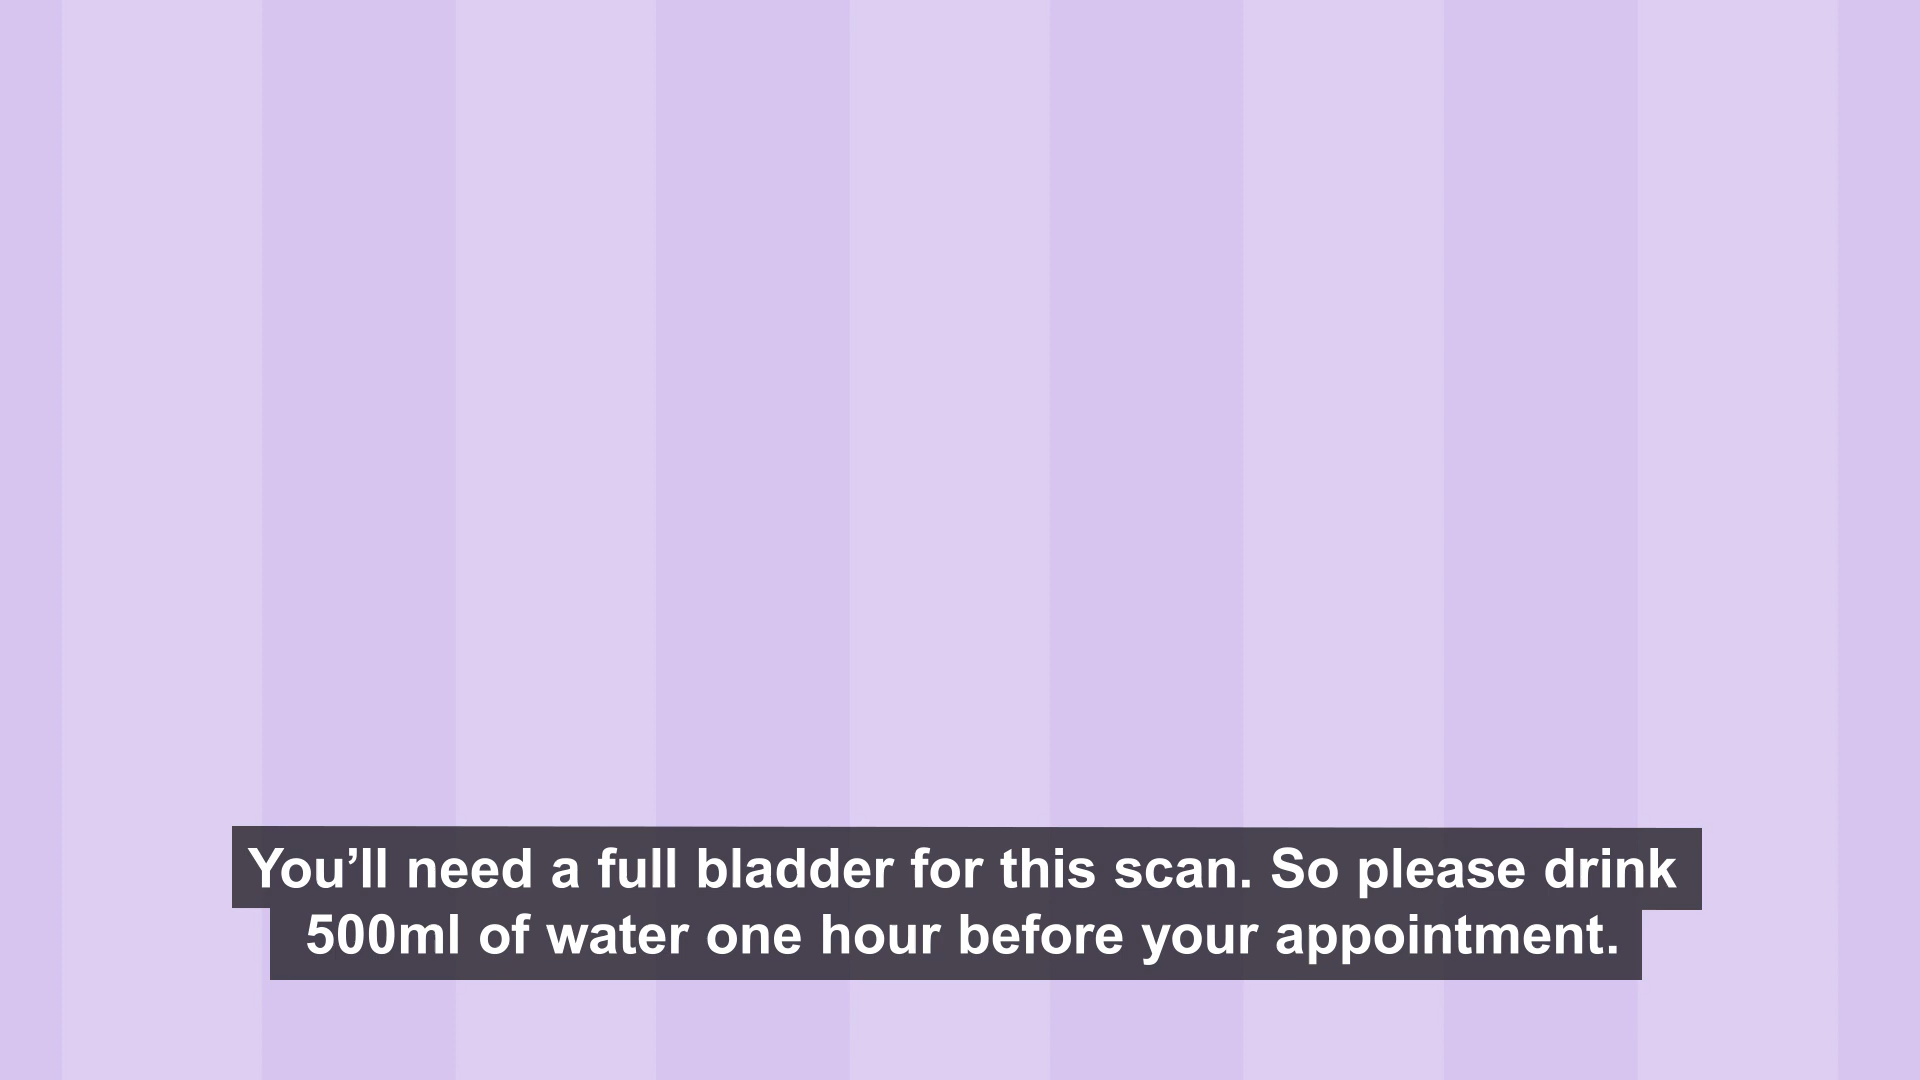 You’ll need a full bladder for this scan. So please drink
500ml of water one hour before your appointment.